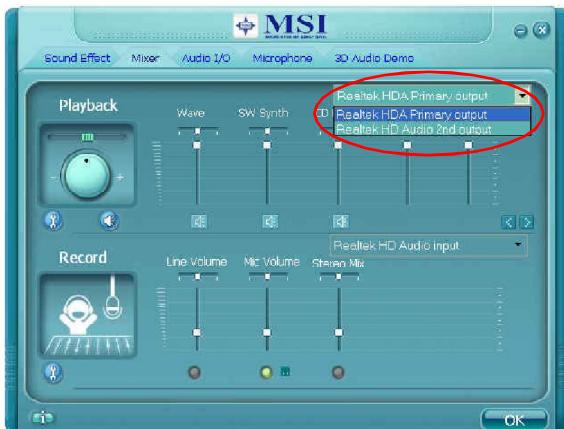 MSI
Sound Effect Mixer Audio I/O Microphone 3D Audio Demo
Playback
Realtek HDA Primary output
Realtek HDA Primary output
Realtek HD Audio 2nd output
Wave SW Synth CD
Record
Realtek HD Audio input
Line Volume Mic Volume Stereo Mix
OK